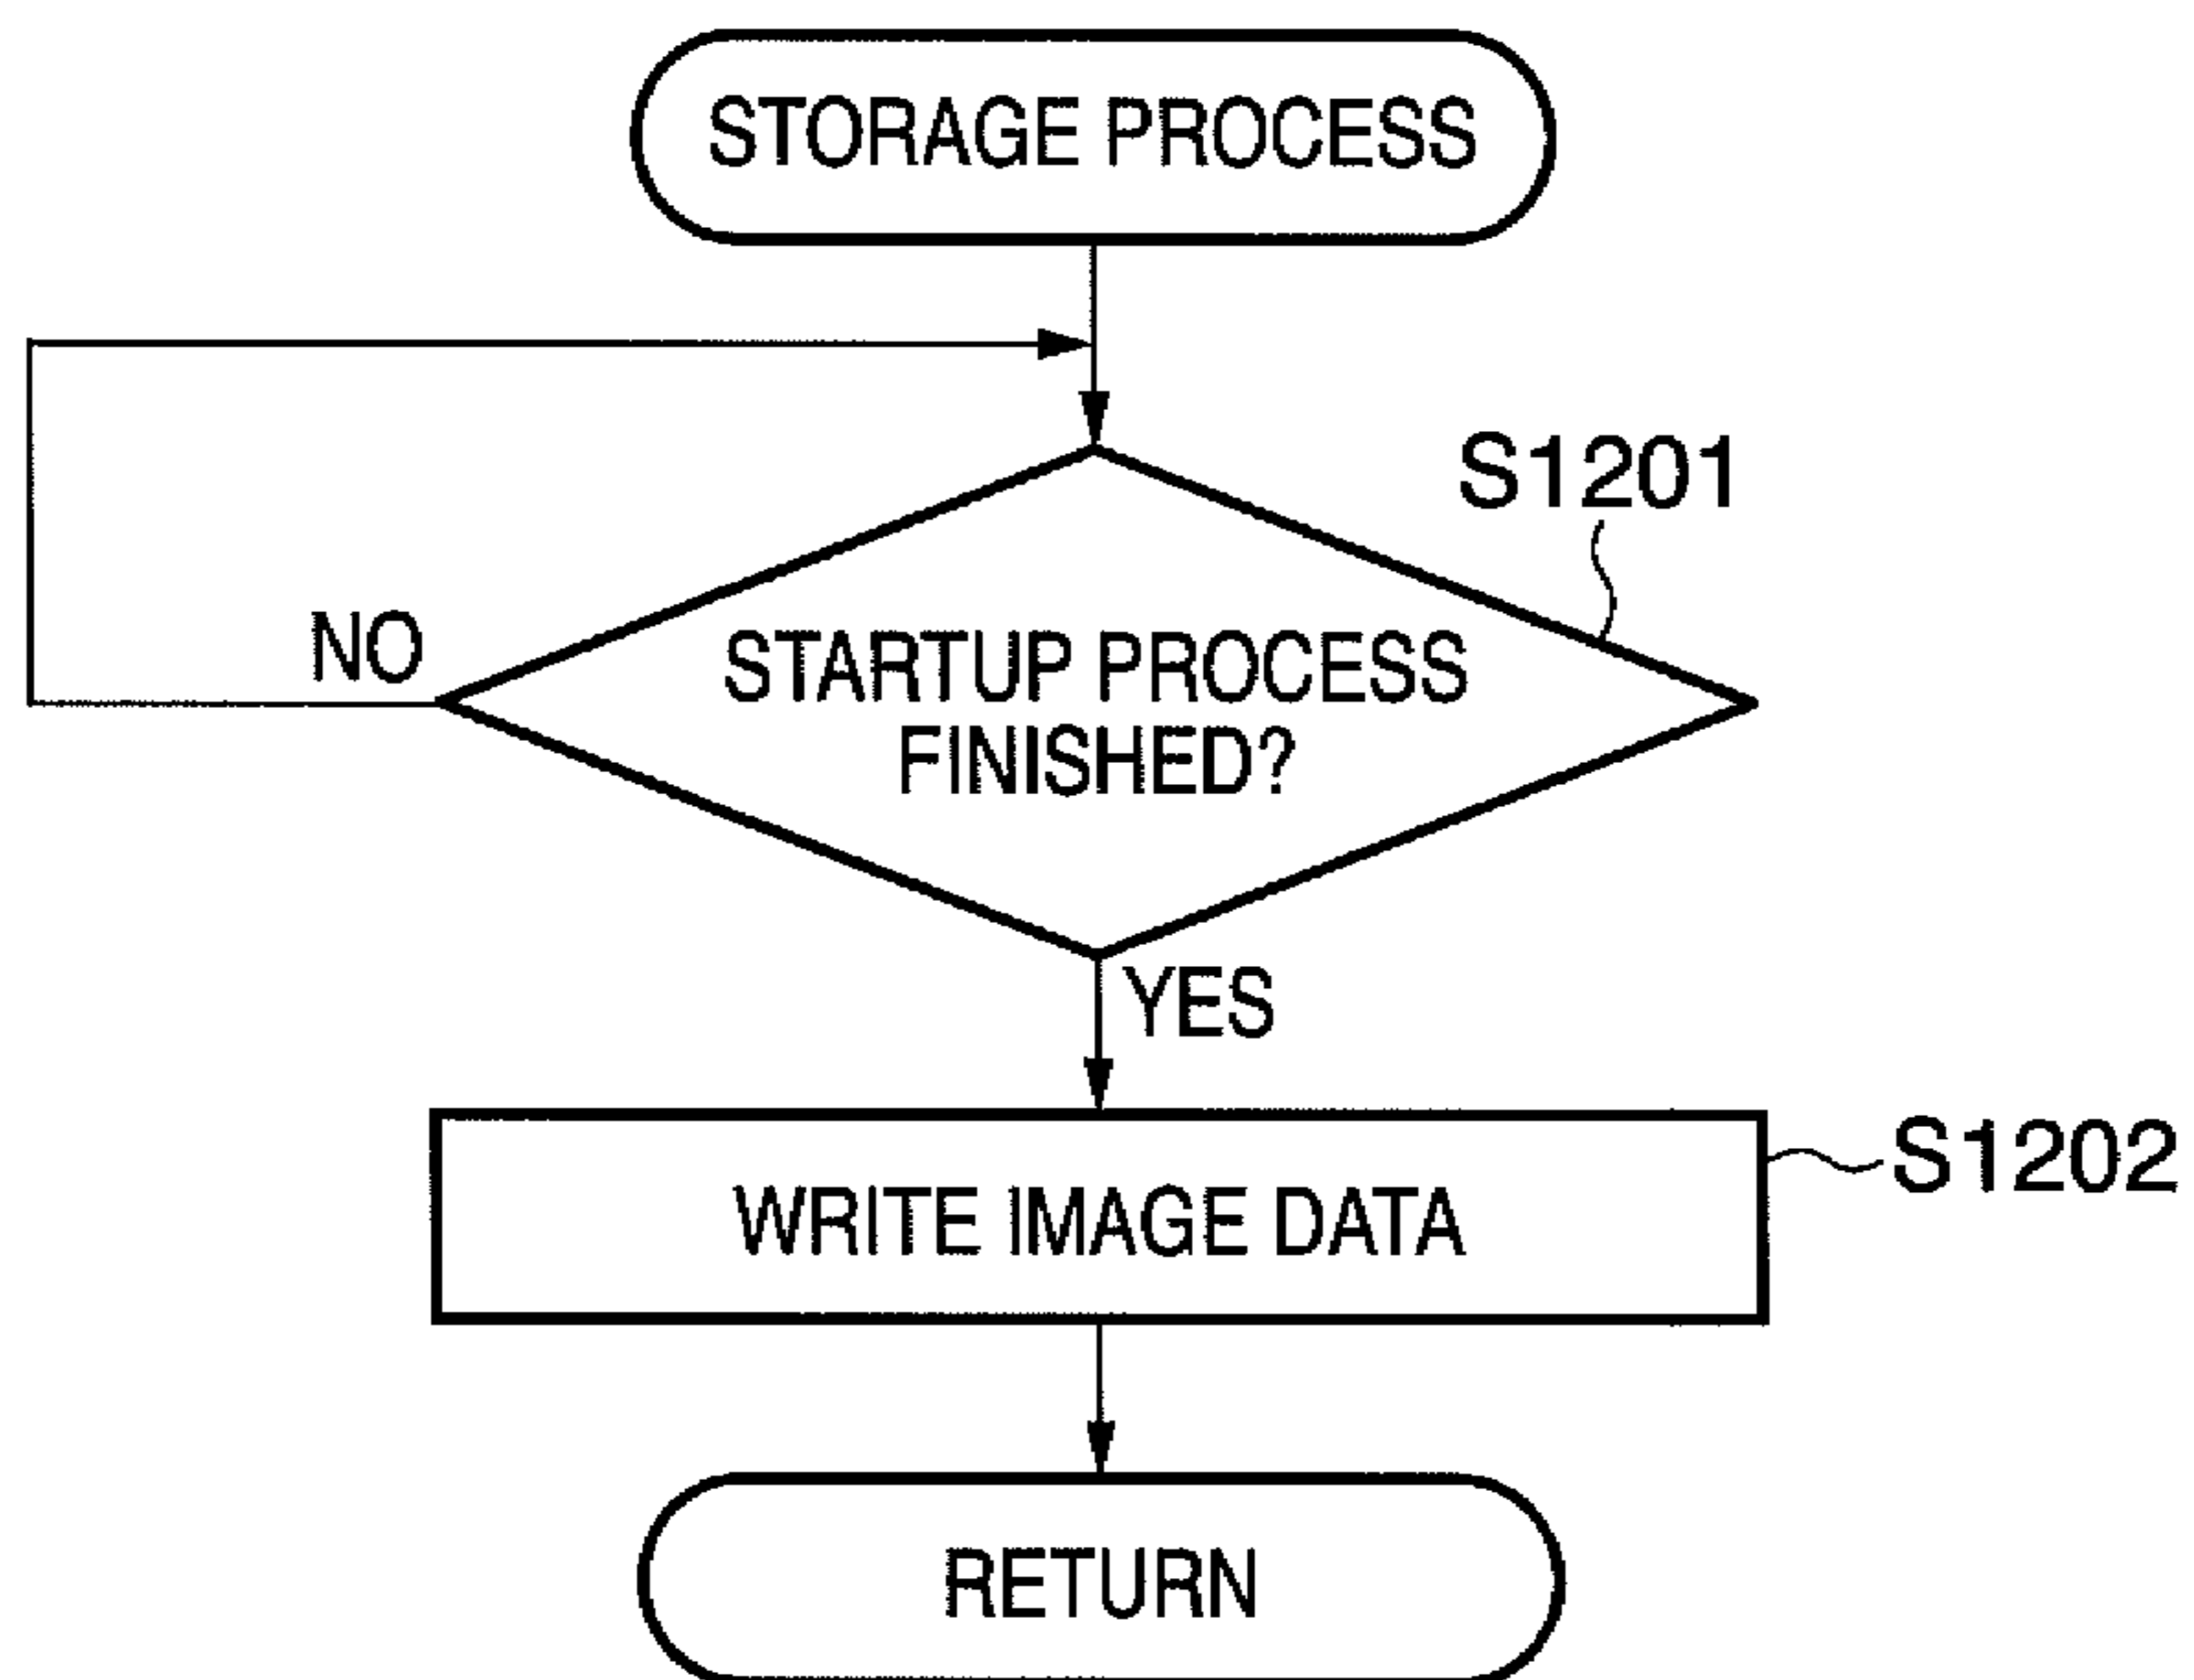 STORAGE PROCESS
S1201
NO
STARTUP PROCESS
FINISHED?
YES
WRITE IMAGE DATA
S1202
RETURN